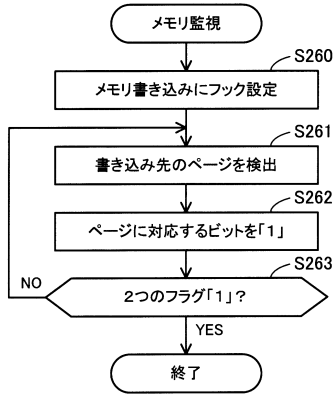 メモリ監視
S260
メモリ書き込みにフック設定
S261
書き込み先のページを検出
S262
ページに対応するビットを「1」
S263
2つのフラグ「1」?
NO
YES
終了